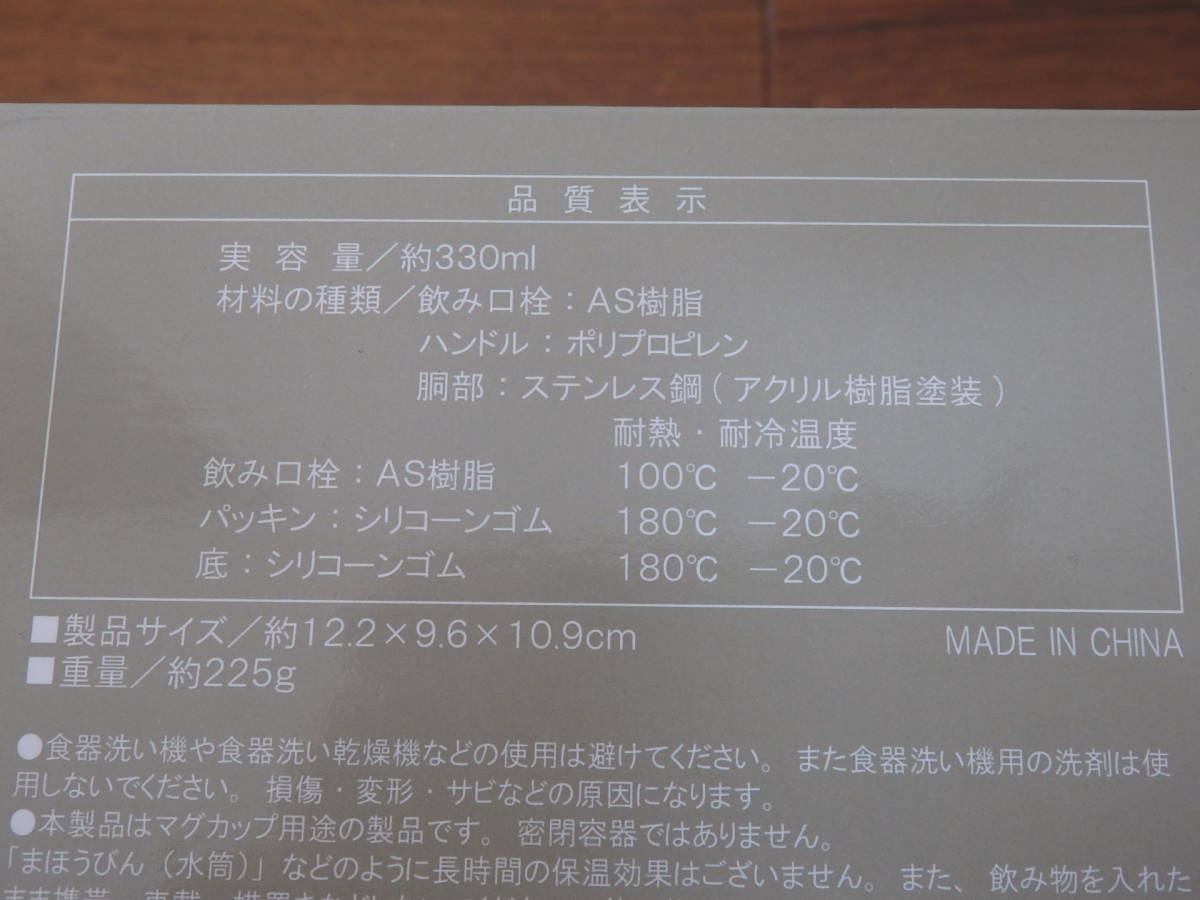 品質表示
実容量／約330ml
材料の種類／飲み口栓：AS樹脂
ハンドル：ポリプロピレン
胴部：ステンレス鋼(アクリル樹脂塗装)
耐熱・耐冷温度
飲み口栓：AS樹脂 100℃ －20℃
パッキン：シリコーンゴム 180℃ －20℃
底：シリコーンゴム 180℃ －20℃
■製品サイズ／約12.2×9.6×10.9cm MADE IN CHINA
■重量／約225g
●食器洗い機や食器洗い乾燥機などの使用は避けてください。また食器洗い機用の洗剤は使
用しないでください。損傷・変形・サビなどの原因になります。
●本製品はマグカップ用途の製品です。密閉容器ではありません。
「まほうびん（水筒）」などのように長時間の保温効果はございません。また、飲み物を入れた